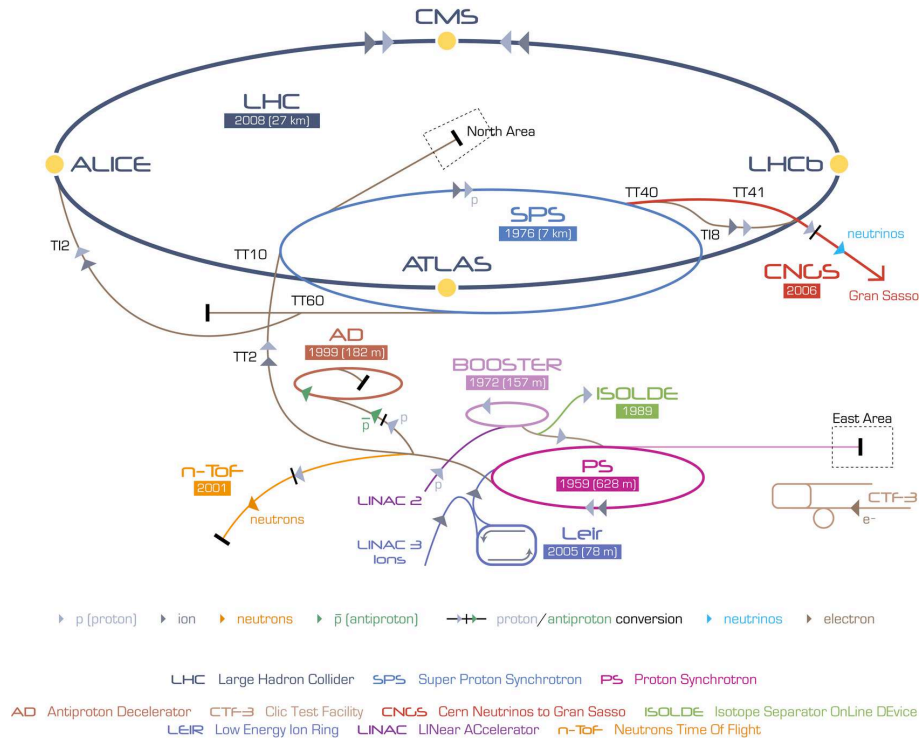 CMS
LHC
2008 (27 km)
North Area
ALICE
LHCb
TT40
TT41
p
SPS
1976 (7 km)
TI2
TI8
neutrinos
TT10
ATLAS
CNGS
2006
Gran Sasso
TT60
AD
1999 (182 m)
TT2
BOOSTER
1972 (157 m)
ISOLDE
1989
p̅
p
East Area
n-ToF
2001
PS
1959 (628 m)
p
LINAC 2
neutrons
CTF-3
e-
LINAC 3
Ions
Leir
2005 (78 m)
p (proton) ion neutrons p̅ (antiproton) proton/antiproton conversion neutrinos electron
LHC Large Hadron Collider SPS Super Proton Synchrotron PS Proton Synchrotron
AD Antiproton Decelerator CTF-3 Clic Test Facility CNGS Cern Neutrinos to Gran Sasso ISOLDE Isotope Separator OnLine DEvice
LEIR Low Energy Ion Ring LINAC LINear ACcelerator n-ToF Neutrons Time Of Flight